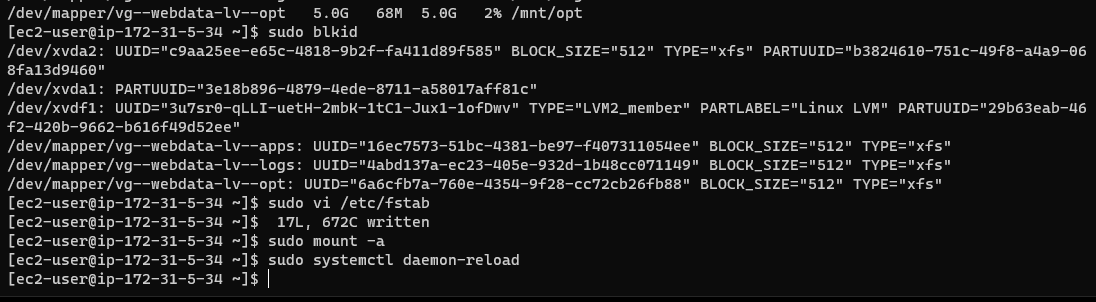 /dev/mapper/vg--webdata-lv--opt   5.0G   68M  5.0G   2% /mnt/opt
[ec2-user@ip-172-31-5-34 ~]$ sudo blkid
/dev/xvda2: UUID="c9aa25ee-e65c-4818-9b2f-fa411d89f585" BLOCK_SIZE="512" TYPE="xfs" PARTUUID="b3824610-751c-49f8-a4a9-06
8fa13d9460"
/dev/xvda1: PARTUUID="3e18b896-4879-4ede-8711-a58017aff81c"
/dev/xvdf1: UUID="3u7sr0-qLLI-uetH-2mbK-1tC1-Jux1-1ofDwv" TYPE="LVM2_member" PARTLABEL="Linux LVM" PARTUUID="29b63eab-46
f2-420b-9662-b616f49d52ee"
/dev/mapper/vg--webdata-lv--apps: UUID="16ec7573-51bc-4381-be97-f407311054ee" BLOCK_SIZE="512" TYPE="xfs"
/dev/mapper/vg--webdata-lv--logs: UUID="4abd137a-ec23-405e-932d-1b48cc071149" BLOCK_SIZE="512" TYPE="xfs"
/dev/mapper/vg--webdata-lv--opt: UUID="6a6cfb7a-760e-4354-9f28-cc72cb26fb88" BLOCK_SIZE="512" TYPE="xfs"
[ec2-user@ip-172-31-5-34 ~]$ sudo vi /etc/fstab
[ec2-user@ip-172-31-5-34 ~]$  17L, 672C written
[ec2-user@ip-172-31-5-34 ~]$ sudo mount -a
[ec2-user@ip-172-31-5-34 ~]$ sudo systemctl daemon-reload
[ec2-user@ip-172-31-5-34 ~]$